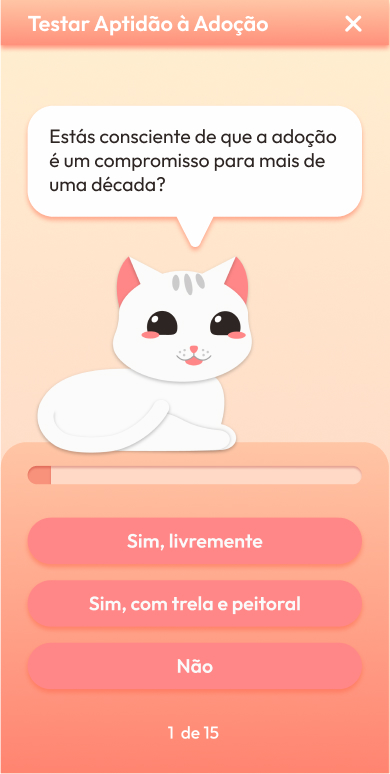 Testar Aptidão à Adoção
Estás consciente de que a adoção
é um compromisso para mais de
uma década?
Sim, livremente
Sim, com trela e peitoral
Não
1 de 15